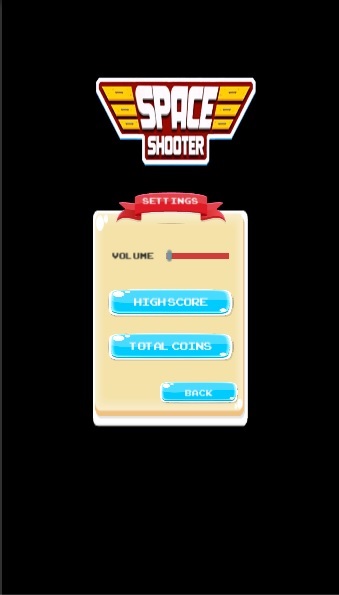 SPACE
SHOOTER
SETTINGS
VOLUME
HIGHSCORE
TOTAL COINS
BACK